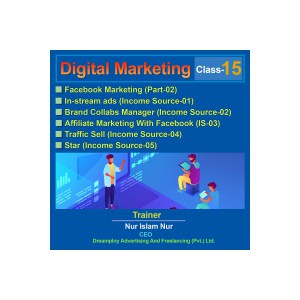 Digital Marketing Class-15
Facebook Marketing (Part-02)
In-stream ads (Income Source-01)
Brand Collabs Manager (Income Source-02)
Affiliate Marketing With Facebook (IS-03)
Traffic Sell (Income Source-04)
Star (Income Source-05)
Trainer
Nur Islam Nur
CEO
Dreamploy Advertising And Freelancing (Pvt.) Ltd.